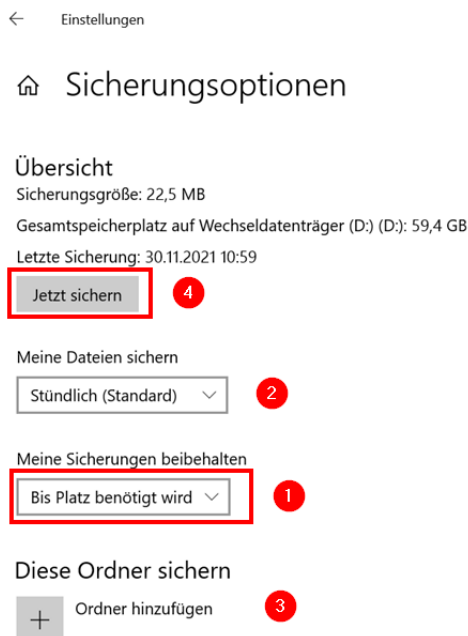 Einstellungen
Sicherungsoptionen
Übersicht
Sicherungsgröße: 22,5 MB
Gesamtspeicherplatz auf Wechseldatenträger (D:) (D:): 59,4 GB
Letzte Sicherung: 30.11.2021 10:59
Jetzt sichern 4
Meine Dateien sichern
Stündlich (Standard) 2
Meine Sicherungen beibehalten
Bis Platz benötigt wird 1
Diese Ordner sichern
Ordner hinzufügen 3